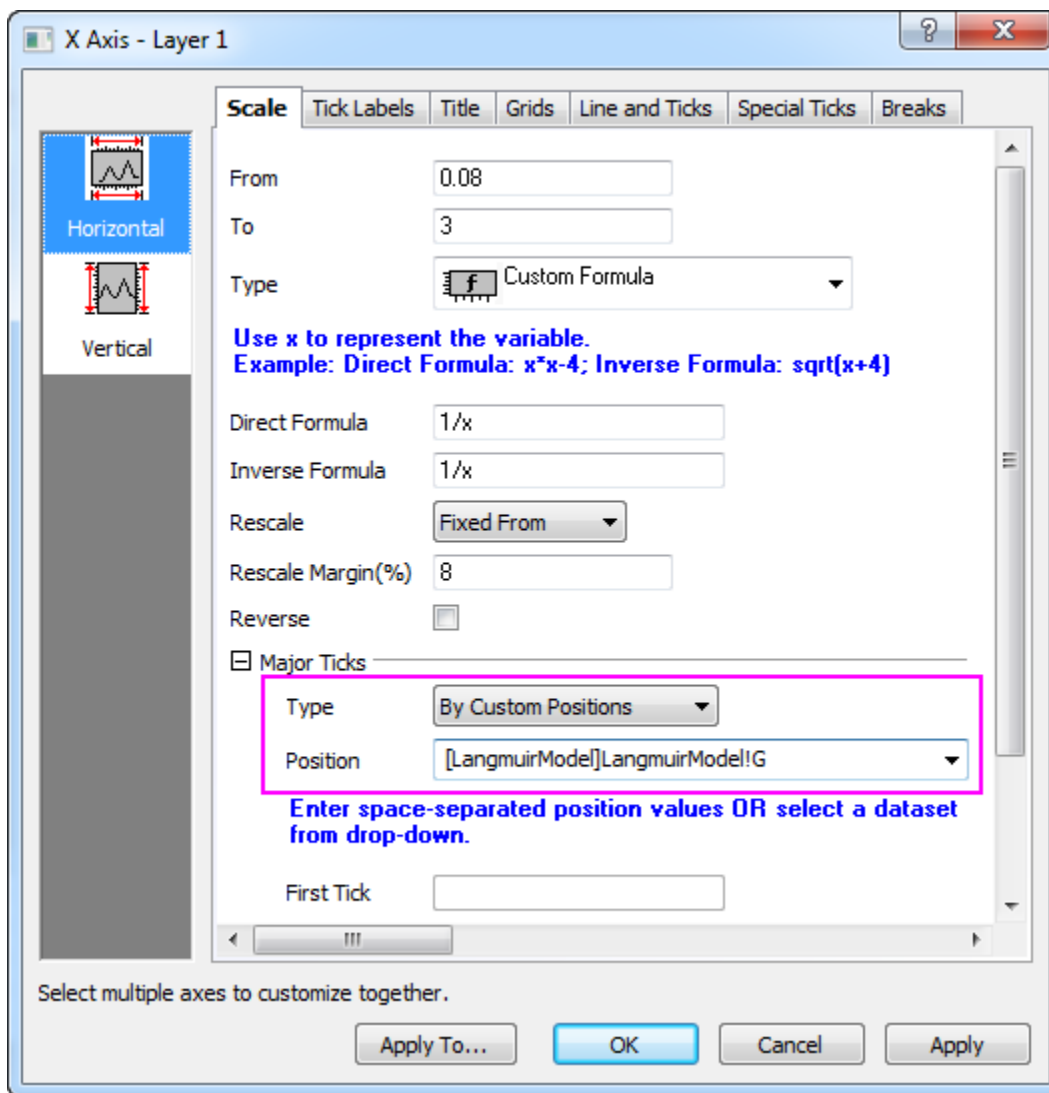 X Axis - Layer 1
Scale Tick Labels Title Grids Line and Ticks Special Ticks Breaks
Horizontal
Vertical
From 0.08
To 3
Type Custom Formula
Use x to represent the variable.
Example: Direct Formula: x*x-4; Inverse Formula: sqrt(x+4)
Direct Formula 1/x
Inverse Formula 1/x
Rescale Fixed From
Rescale Margin(%) 8
Reverse
Major Ticks
Type By Custom Positions
Position [LangmuirModel]LangmuirModel!G
Enter space-separated position values OR select a dataset
from drop-down.
First Tick
Select multiple axes to customize together.
Apply To... OK Cancel Apply